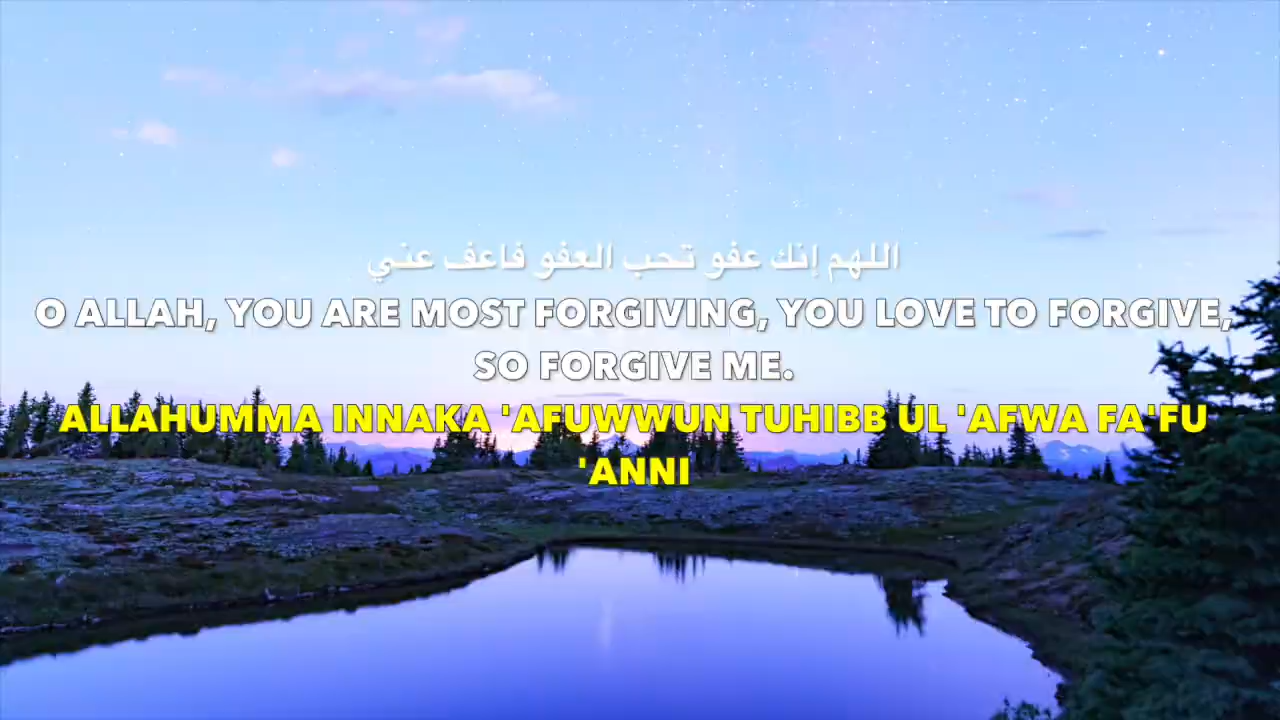 اللهم إنك عفو تحب العفو فاعف عني
O ALLAH, YOU ARE MOST FORGIVING, YOU LOVE TO FORGIVE,
SO FORGIVE ME.
ALLAHUMMA INNAKA 'AFUWWUN TUHIBB UL 'AFWA FA'FU
'ANNI